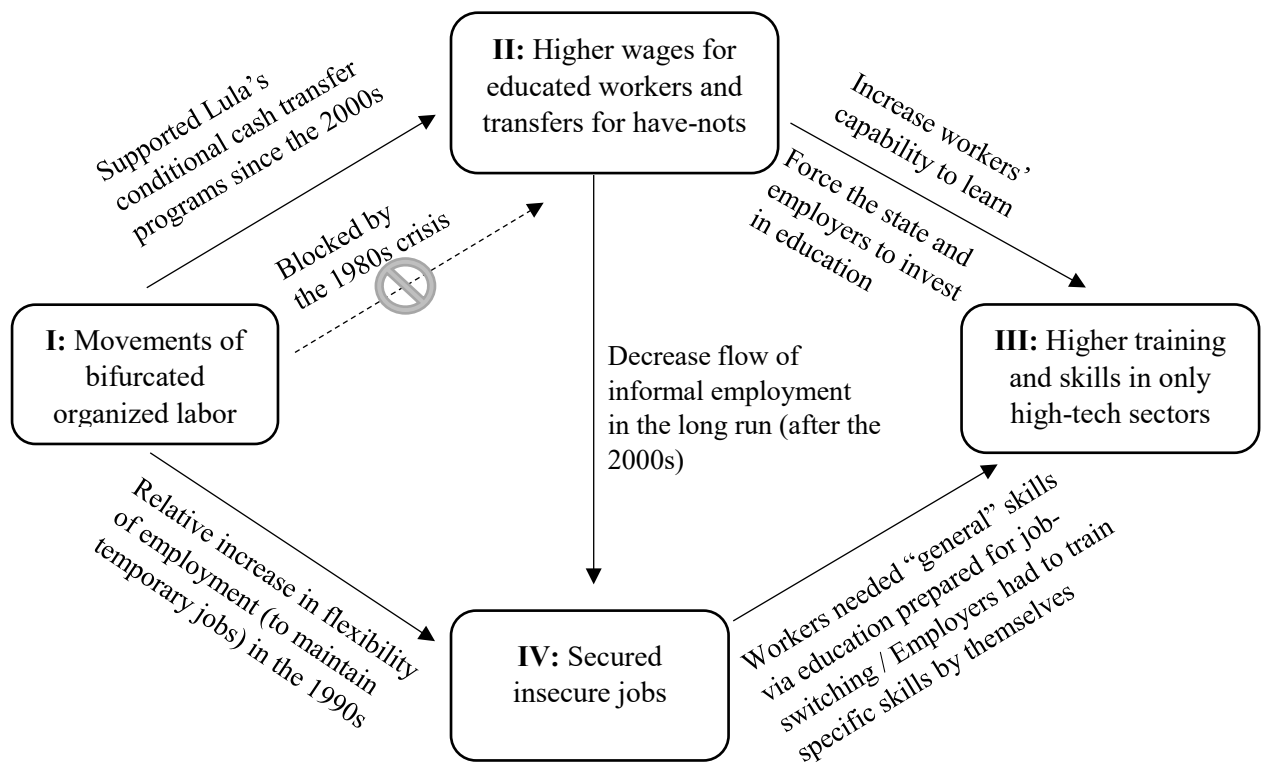 II: Higher wages for
educated workers and
transfers for have-nots
Supported Lula’s
conditional cash transfer
programs since the 2000s
Increase workers’
capability to learn
Blocked by
the 1980s crisis
Force the state and
employers to invest
in education
I: Movements of
bifurcated
organized labor
Decrease flow of
informal employment
in the long run (after the
2000s)
III: Higher training
and skills in only
high-tech sectors
Relative increase in flexibility
of employment (to maintain
temporary jobs) in the 1990s
IV: Secured
insecure jobs
Workers needed “general” skills
via education prepared for job-
switching / Employers had to train
specific skills by themselves